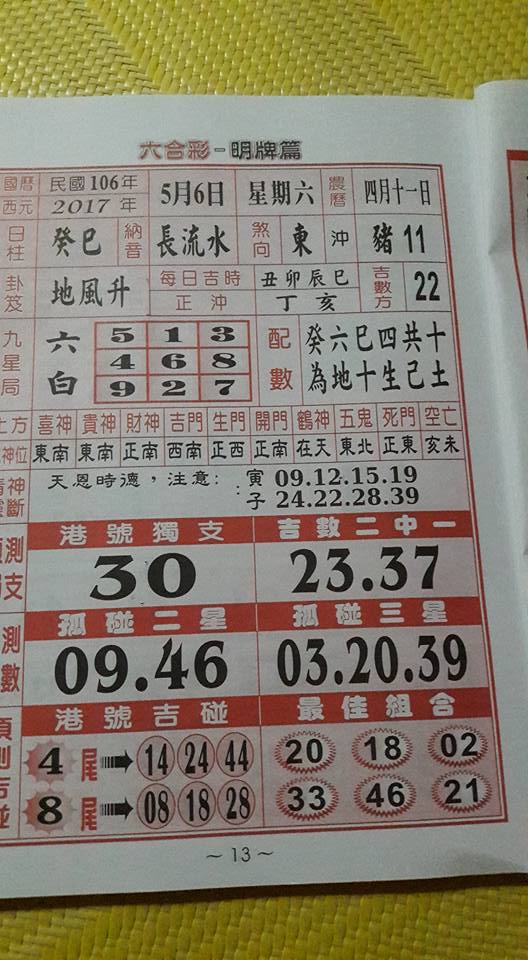 六合彩-明牌篇
國曆 民國106年 5月6日 星期六 農曆 四月十一日
西元 2017年
日柱 癸巳 納音 長流水 煞向 東 沖 豬11
卦笈 地風升 每日吉時 丑卯辰巳 吉數方 22
正沖 丁亥
九星局 六白 5 1 3 配數 癸六巳四共十
4 6 8 為地十生己土
9 2 7
方 喜神 貴神 財神 吉門 生門 開門 鶴神 五鬼 死門 空亡
神位 東南 東南 正南 西南 正西 正南 在天 東北 正東 亥未
神斷 天恩時德,注意: 寅 09.12.15.19
: 子 24.22.28.39
港號獨支 吉數二中一
測支 30 23.37
孤碰二星 孤碰三星
測數 09.46 03.20.39
港號吉碰 最佳組合
4尾 14 24 44 20 18 02
8尾 08 18 28 33 46 21
~13~